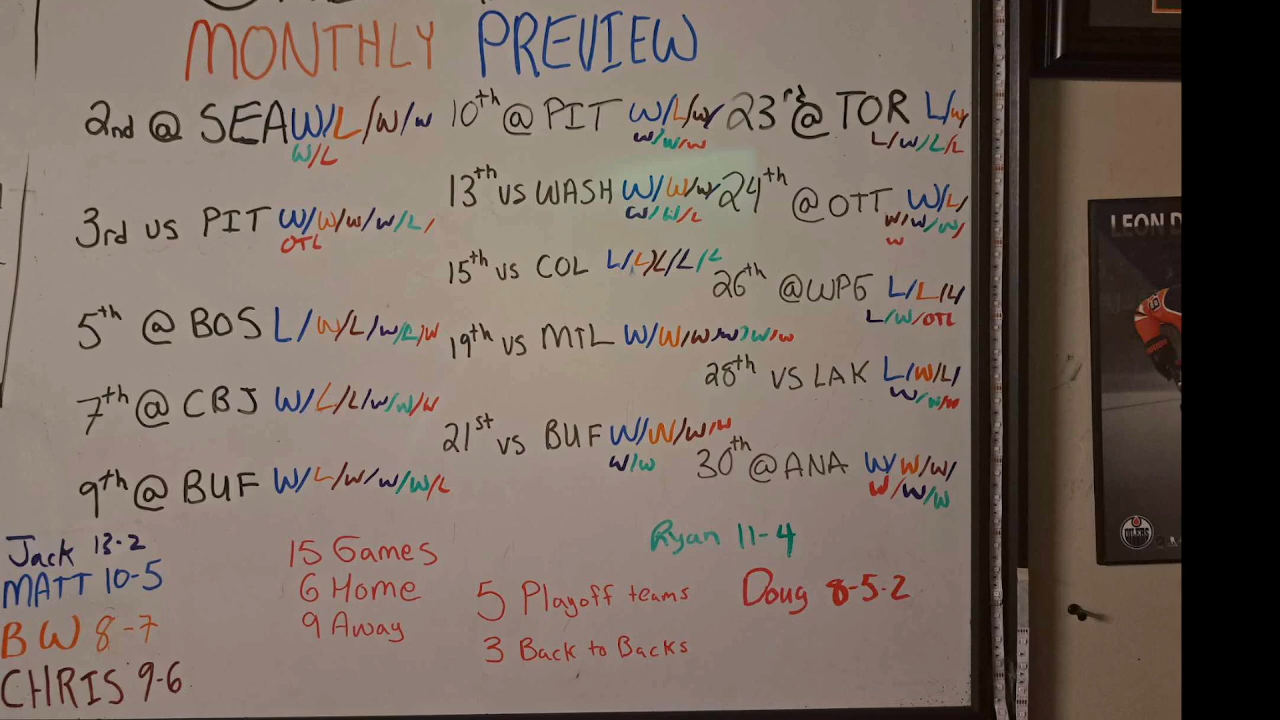 MONTHLY PREVIEW
2nd @ SEA W/L/W/W
W/L
3rd vs PIT W/W/W/W/L/
OTL
5th @ BOS L/W/L/W/L/W
7th @ CBJ W/L/L/W/W/W
9th @ BUF W/L/W/W/W/L
10th @ PIT W/L/W/
W/W/W
13th vs WASH W/W/W/
W/W/L
15th vs COL L/L/L/L/L
19th vs MTL W/W/W/W/W/W
21st vs BUF W/W/W/W
W/W
23rd @ TOR L/W/
L/W/L/L
24th @ OTT W/L/
W/W/W/
W
26th @ WPG L/L/L/
L/W/OTL
28th VS LAK L/W/L/
W/W/W
30th @ ANA W/W/W/
W/W/W
Jack 13-2
MATT 10-5
BW 8-7
CHRIS 9-6
15 Games
6 Home
9 Away
5 Playoff teams
3 Back to Backs
Ryan 11-4
Doug 8-5-2
LEON D
OILERS